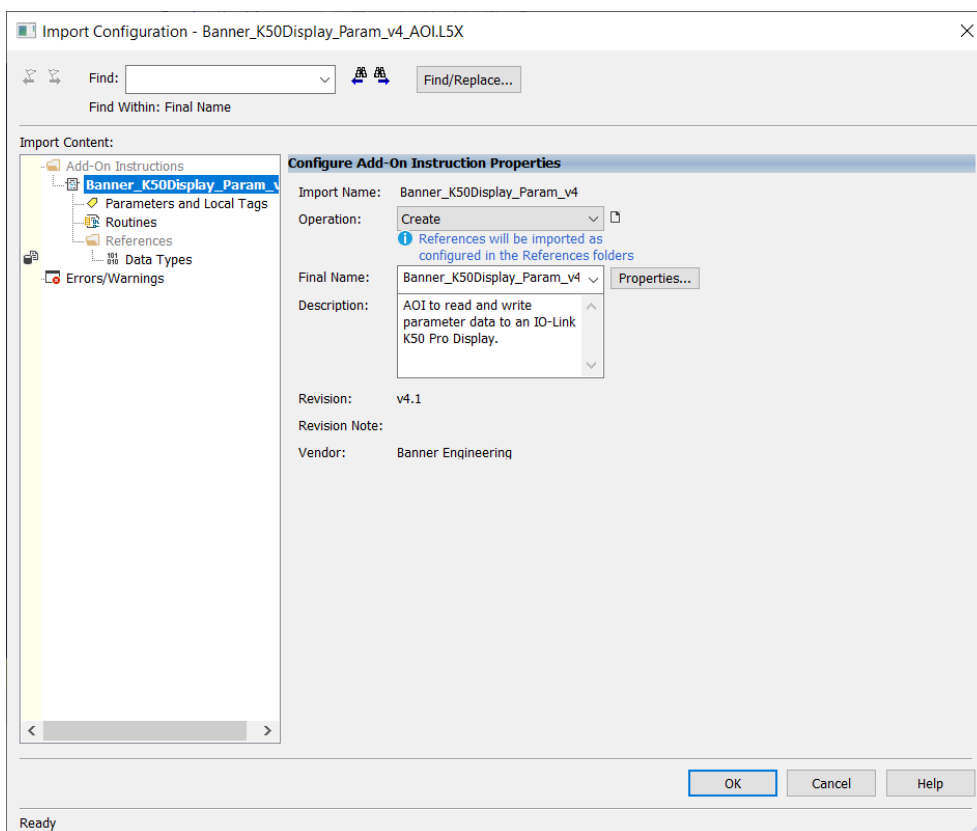 Import Configuration - Banner_K50Display_Param_v4_AOI.L5X
Find:
Find/Replace...
Find Within: Final Name
Import Content:
Add-On Instructions
Banner_K50Display_Param_v
Parameters and Local Tags
Routines
References
Data Types
Errors/Warnings
Configure Add-On Instruction Properties
Import Name: Banner_K50Display_Param_v4
Operation: Create
References will be imported as
configured in the References folders
Final Name: Banner_K50Display_Param_v4 Properties...
Description: AOI to read and write
parameter data to an IO-Link
K50 Pro Display.
Revision: v4.1
Revision Note:
Vendor: Banner Engineering
OK Cancel Help
Ready